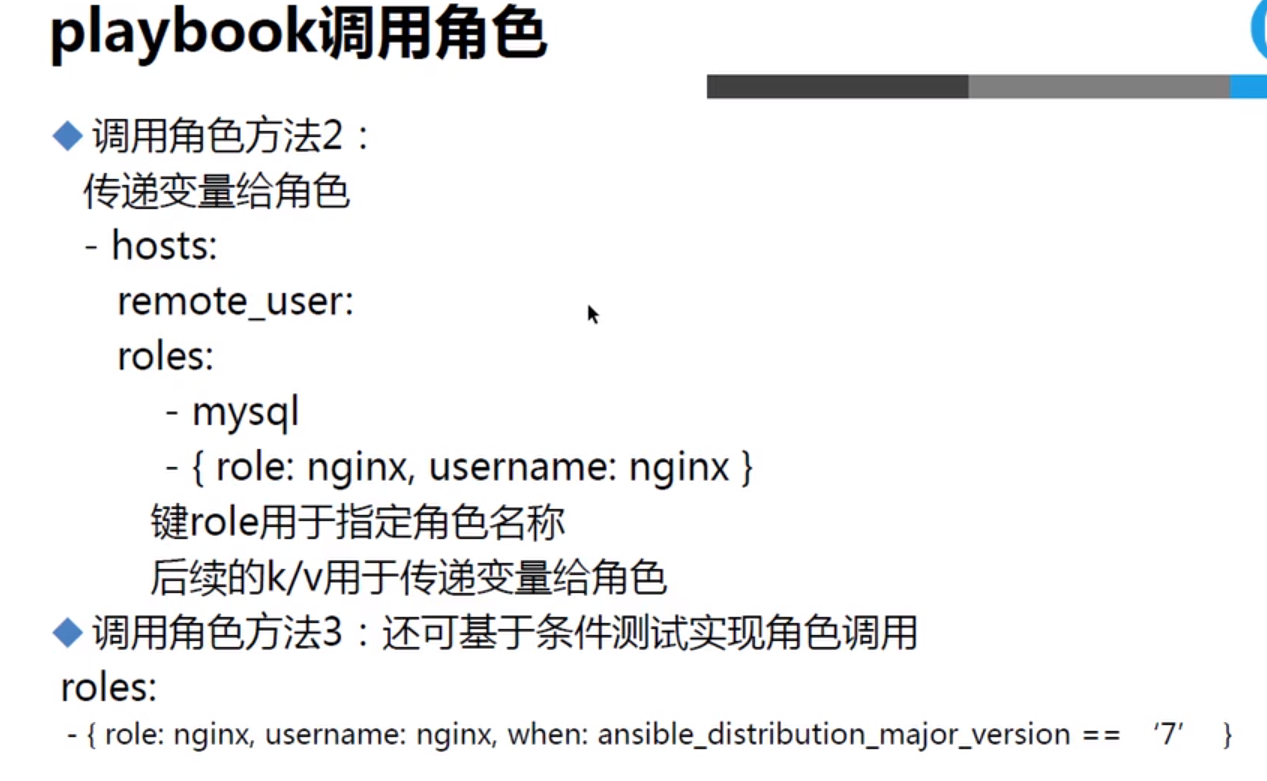 playbook调用角色
调用角色方法2：
传递变量给角色
- hosts:
remote_user:
roles:
- mysql
- { role: nginx, username: nginx }
键role用于指定角色名称
后续的k/v用于传递变量给角色
调用角色方法3：还可基于条件测试实现角色调用
roles:
- { role: nginx, username: nginx, when: ansible_distribution_major_version == ‘7’ }